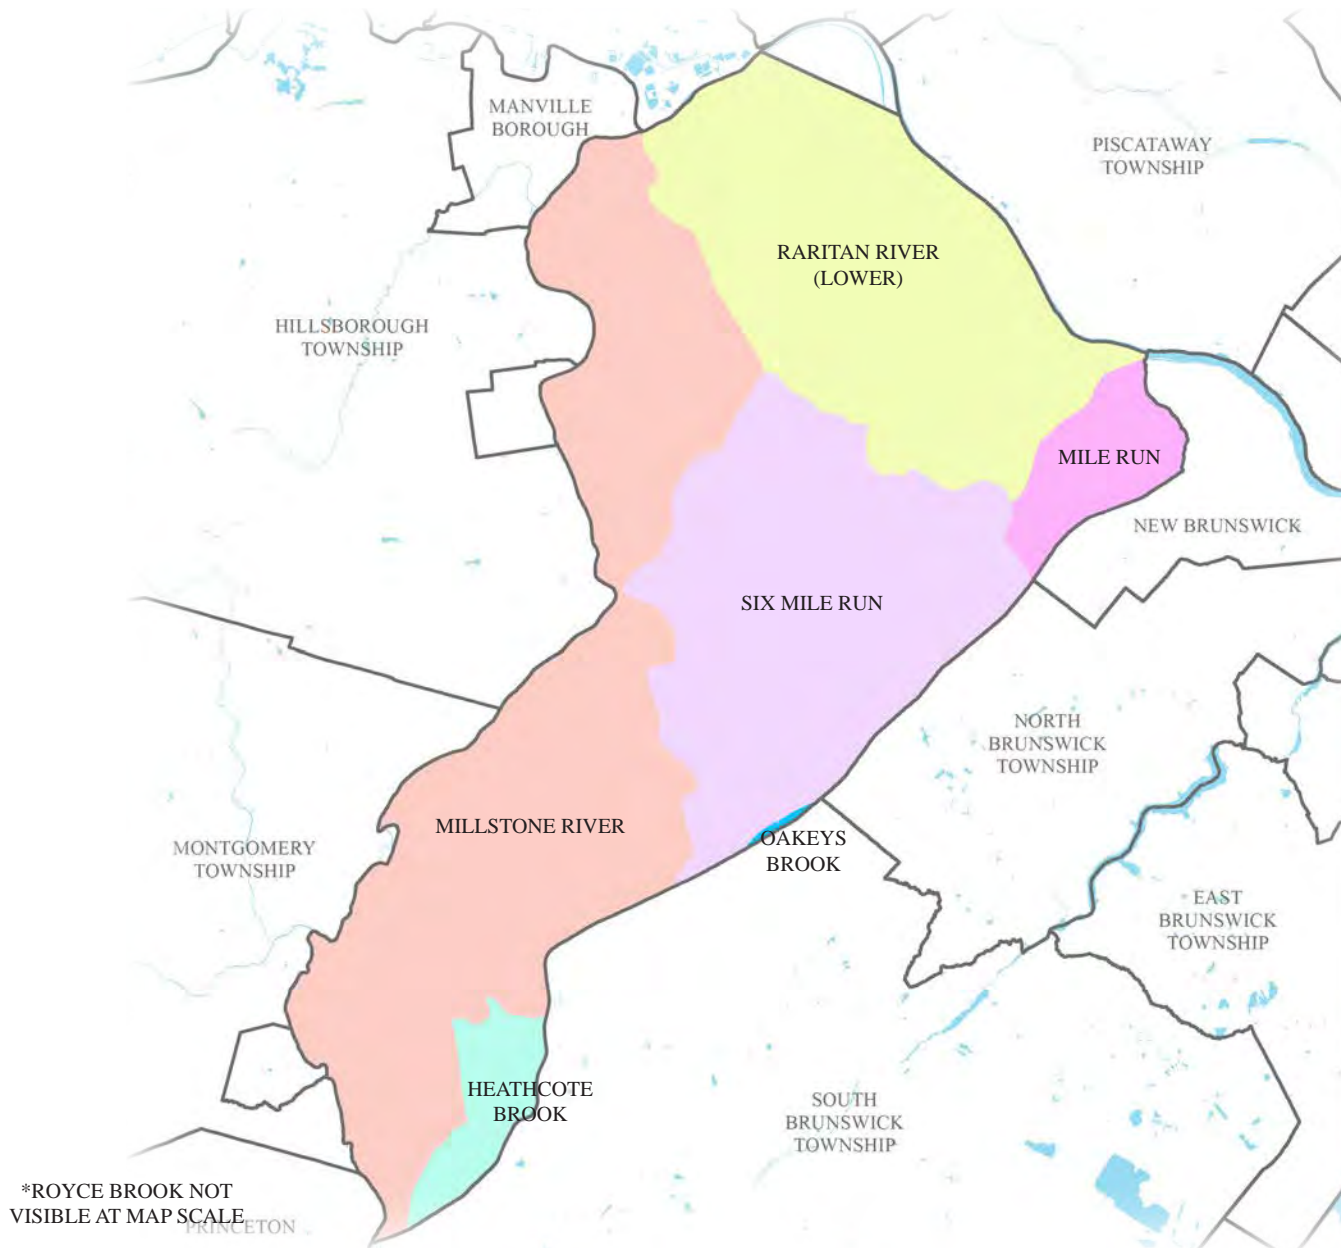 MANVILLE
BOROUGH
PISCATAWAY
TOWNSHIP
RARITAN RIVER
(LOWER)
HILLSBOROUGH
TOWNSHIP
MILE RUN
NEW BRUNSWICK
SIX MILE RUN
NORTH
BRUNSWICK
TOWNSHIP
MILLSTONE RIVER
OAKEYS
BROOK
MONTGOMERY
TOWNSHIP
EAST
BRUNSWICK
TOWNSHIP
HEATHCOTE
BROOK
SOUTH
BRUNSWICK
TOWNSHIP
*ROYCE BROOK NOT
VISIBLE AT MAP SCALE
PRINCETON